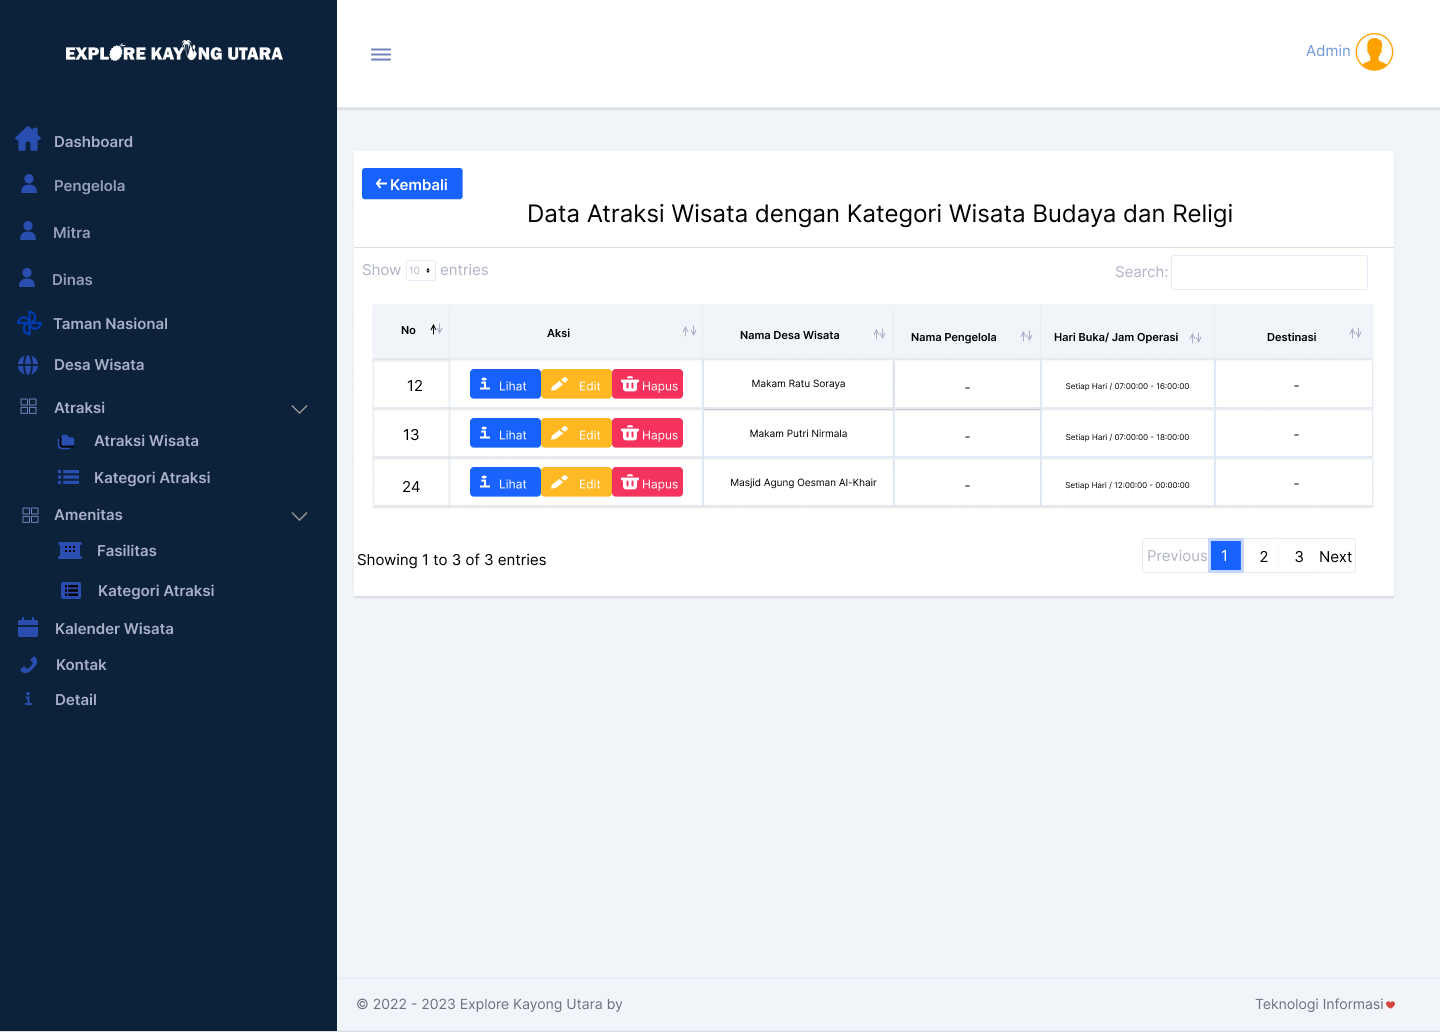 EXPLORE KAYONG UTARA
Admin
Dashboard
Pengelola
Mitra
Dinas
Taman Nasional
Desa Wisata
Atraksi
Atraksi Wisata
Kategori Atraksi
Amenitas
Fasilitas
Kategori Atraksi
Kalender Wisata
Kontak
Detail
Kembali
Data Atraksi Wisata dengan Kategori Wisata Budaya dan Religi
Show 10 entries
Search:
No Aksi Nama Desa Wisata Nama Pengelola Hari Buka/ Jam Operasi Destinasi
12 Lihat Edit Hapus Makam Ratu Soraya - Setiap Hari / 07:00:00 - 16:00:00 -
13 Lihat Edit Hapus Makam Putri Nirmala - Setiap Hari / 07:00:00 - 18:00:00 -
24 Lihat Edit Hapus Masjid Agung Oesman Al-Khair - Setiap Hari / 12:00:00 - 00:00:00 -
Showing 1 to 3 of 3 entries
Previous 1 2 3 Next
© 2022 - 2023 Explore Kayong Utara by
Teknologi Informasi